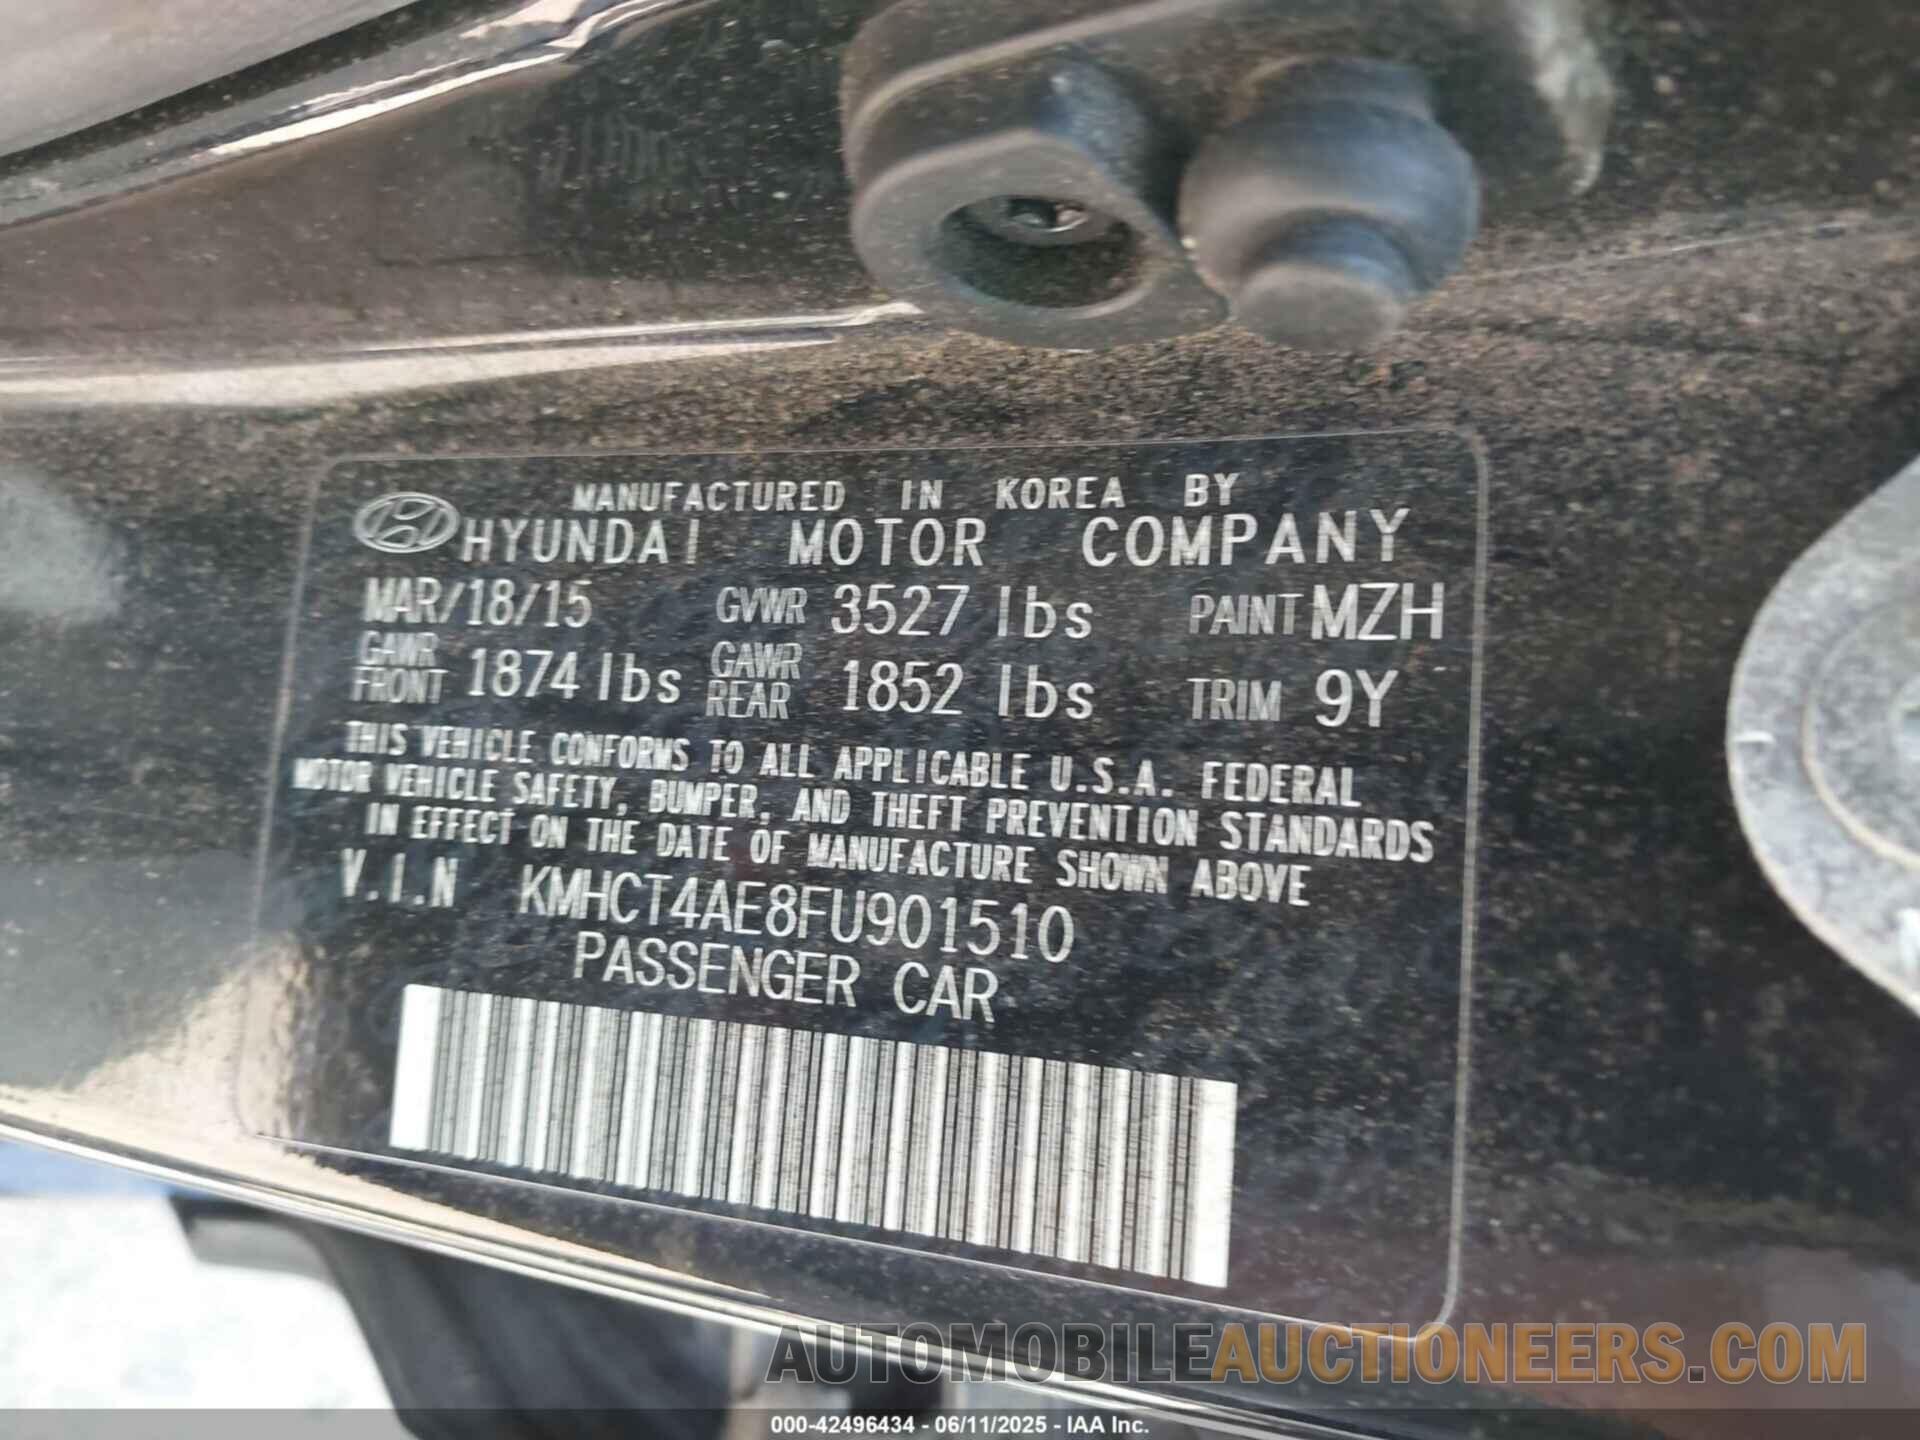 MANUFACTURED IN KOREA BY
HYUNDAI MOTOR COMPANY
MAR/18/15 GVWR 3527 lbs PAINT MZH
GAWR FRONT 1874 lbs GAWR REAR 1852 lbs TRIM 9Y
THIS VEHICLE CONFORMS TO ALL APPLICABLE U.S.A. FEDERAL
MOTOR VEHICLE SAFETY, BUMPER, AND THEFT PREVENTION STANDARDS
IN EFFECT ON THE DATE OF MANUFACTURE SHOWN ABOVE
V.I.N KMHCT4AE8FU901510
PASSENGER CAR
AUTOMOBILEAUCTIONEERS.COM
000-42496434 - 06/11/2025 - IAA Inc.